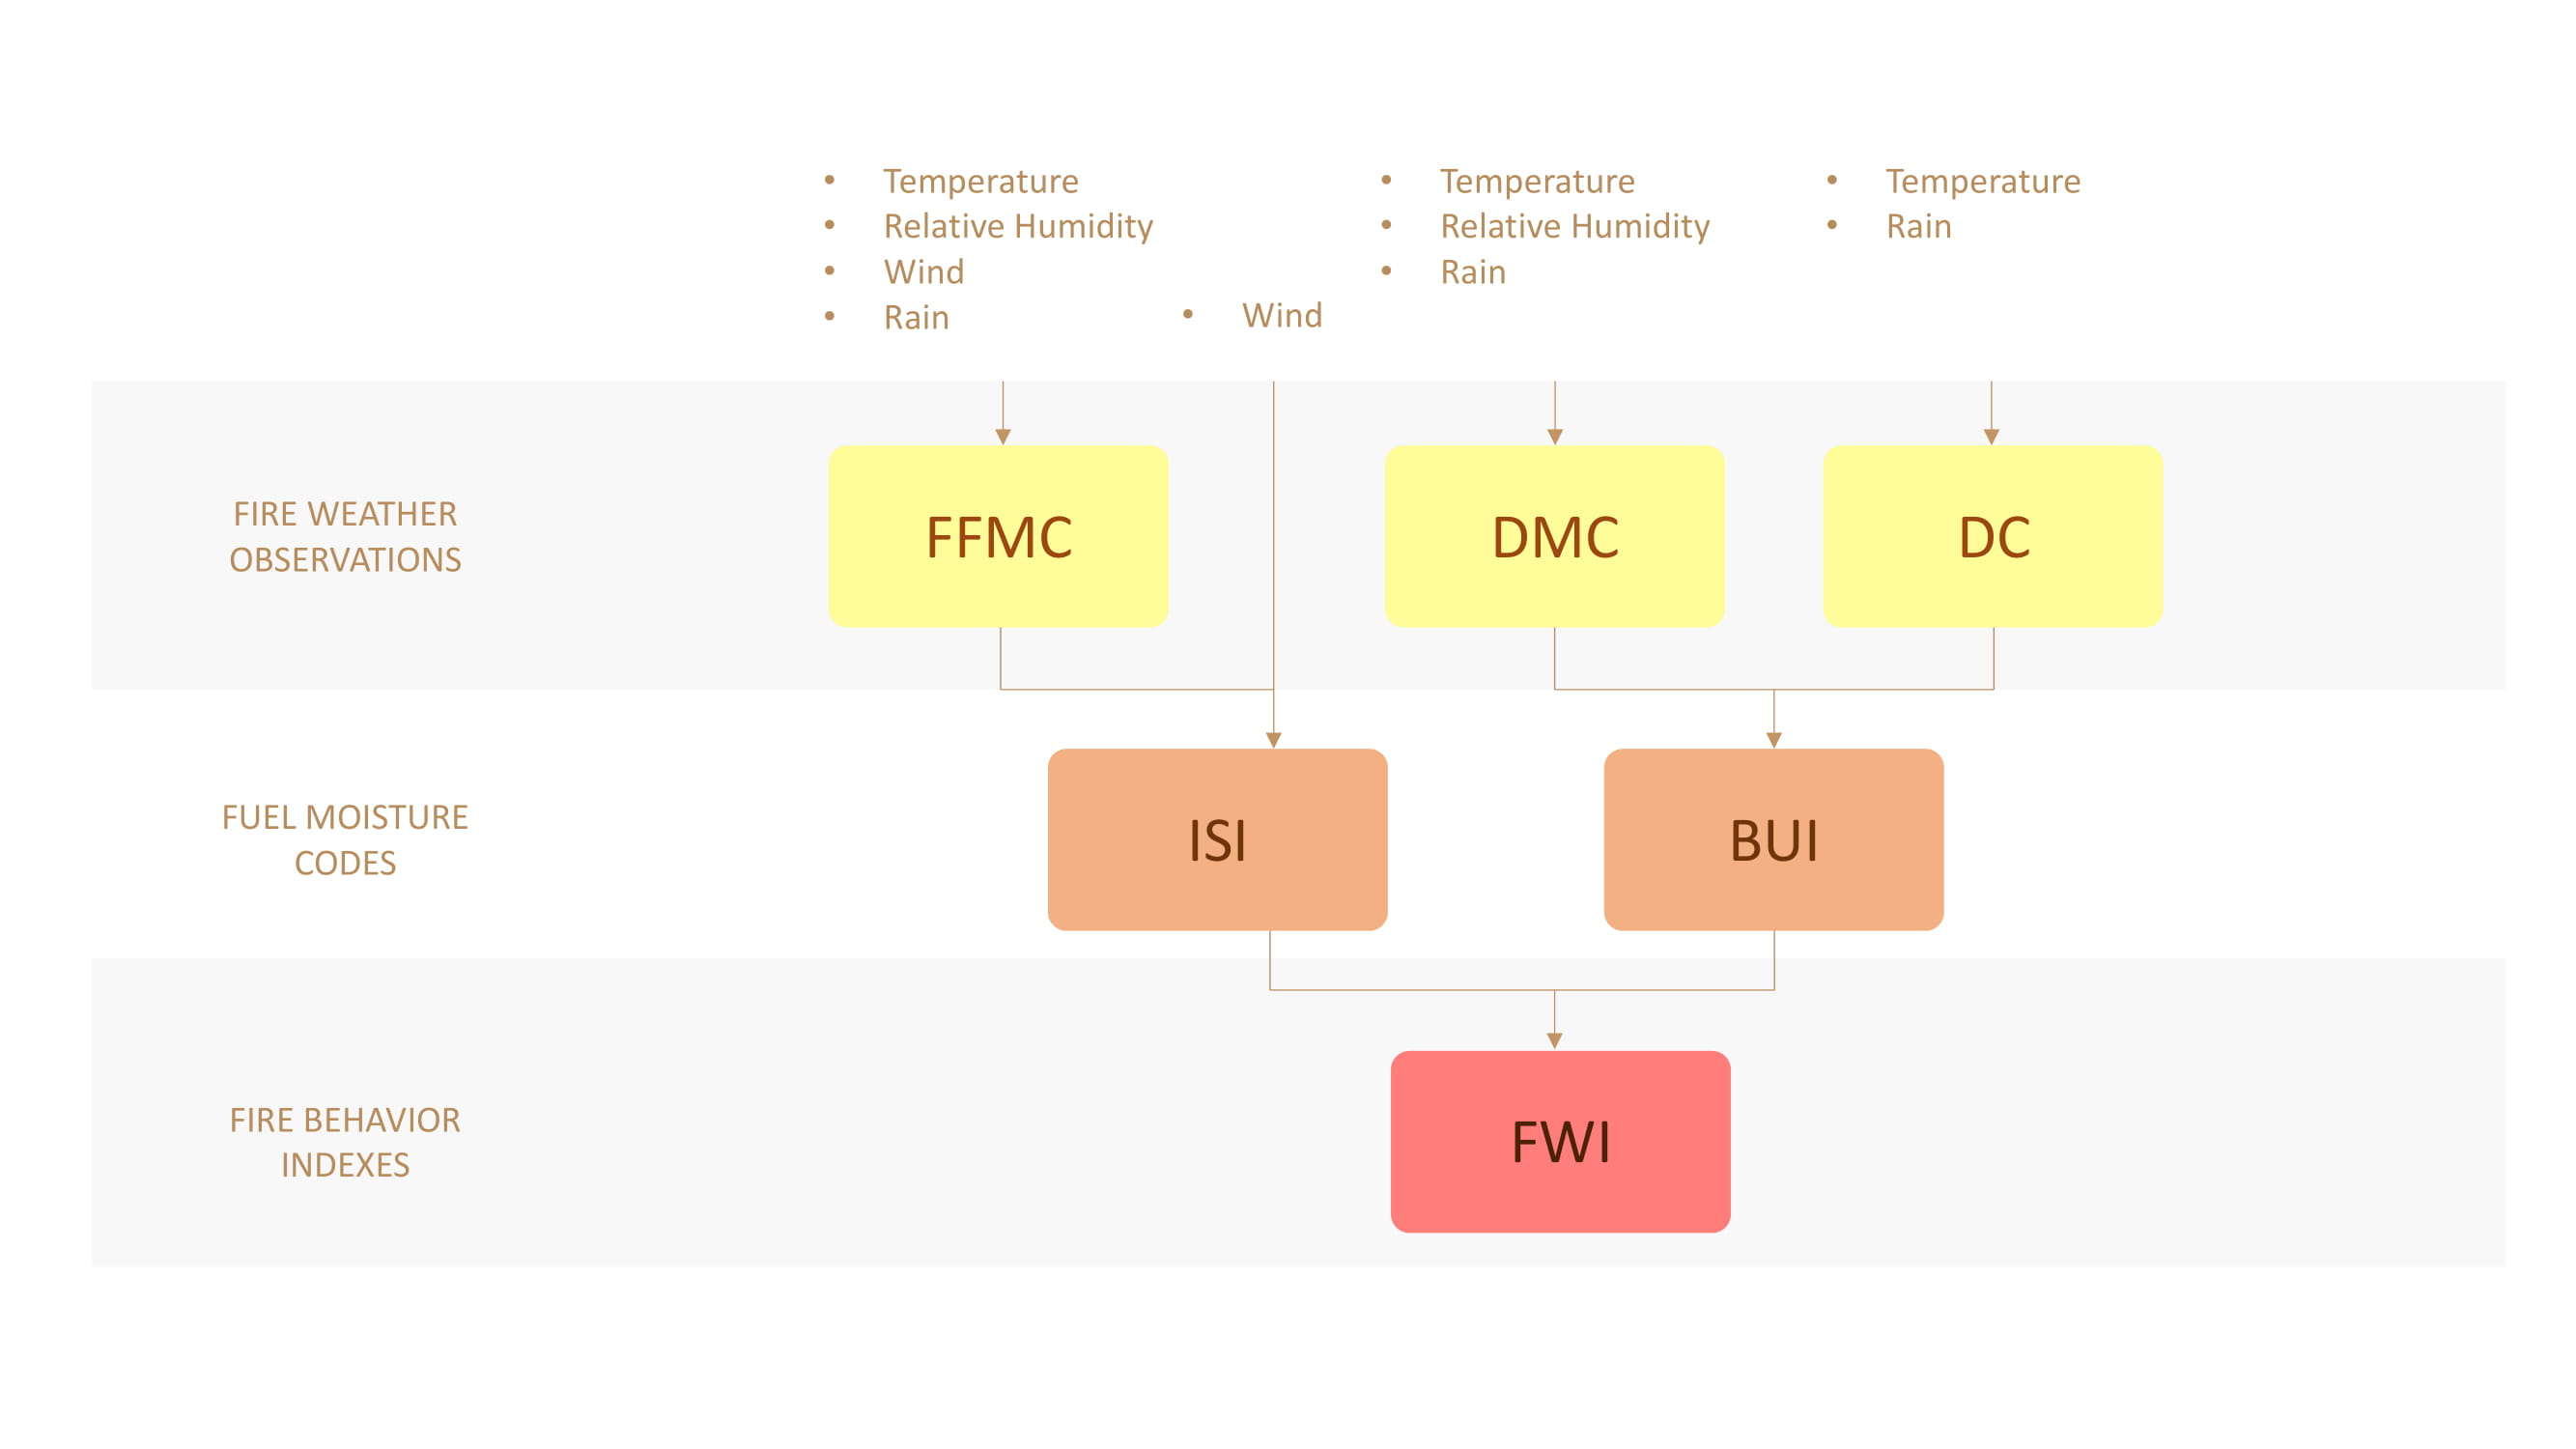 • Temperature
• Relative Humidity
• Wind
• Rain
• Wind
• Temperature
• Relative Humidity
• Rain
• Temperature
• Rain
FIRE WEATHER
OBSERVATIONS
FFMC
DMC
DC
FUEL MOISTURE
CODES
ISI
BUI
FIRE BEHAVIOR
INDEXES
FWI